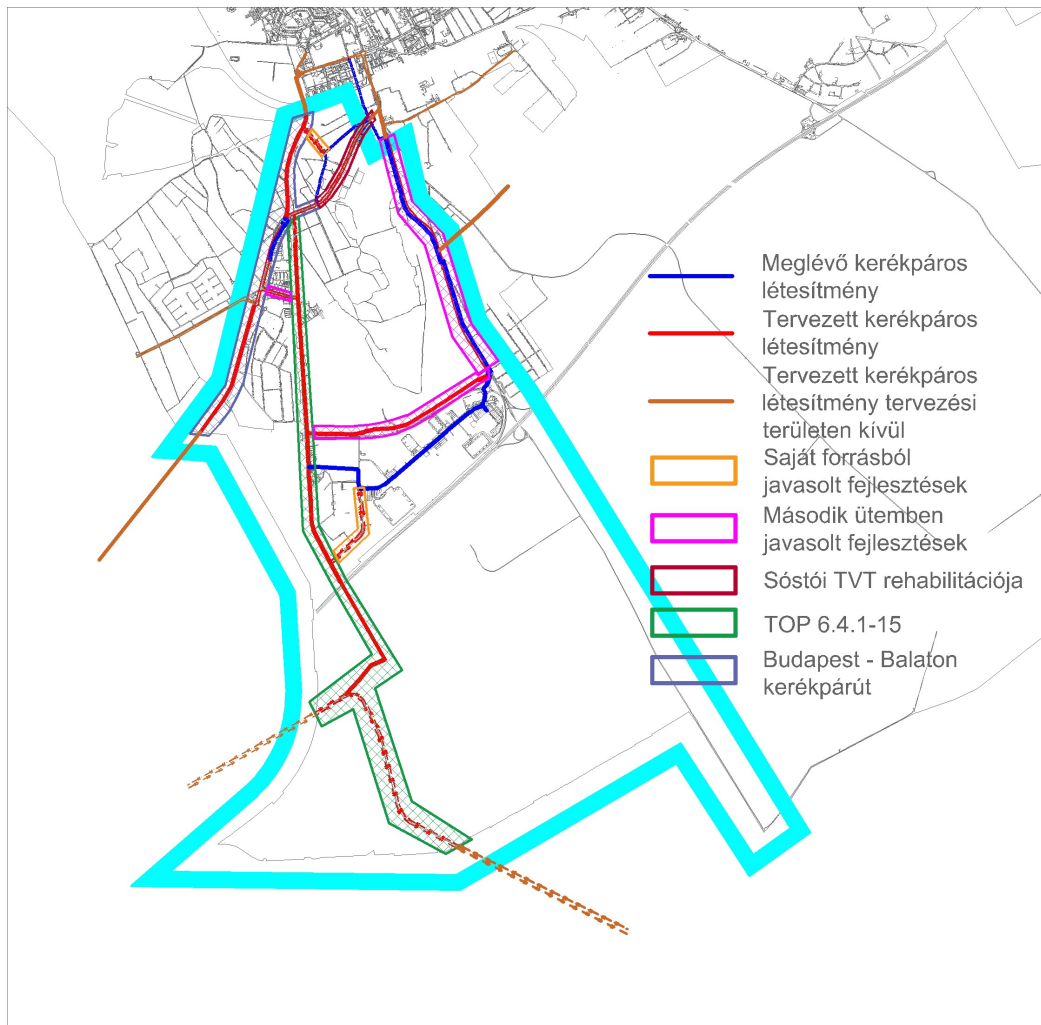 Meglévő kerékpáros
létesítmény
Tervezett kerékpáros
létesítmény
Tervezett kerékpáros
létesítmény tervezési
területen kívül
Saját forrásból
javasolt fejlesztések
Második ütemben
javasolt fejlesztések
Sóstói TVT rehabilitációja
TOP 6.4.1-15
Budapest - Balaton
kerékpárút